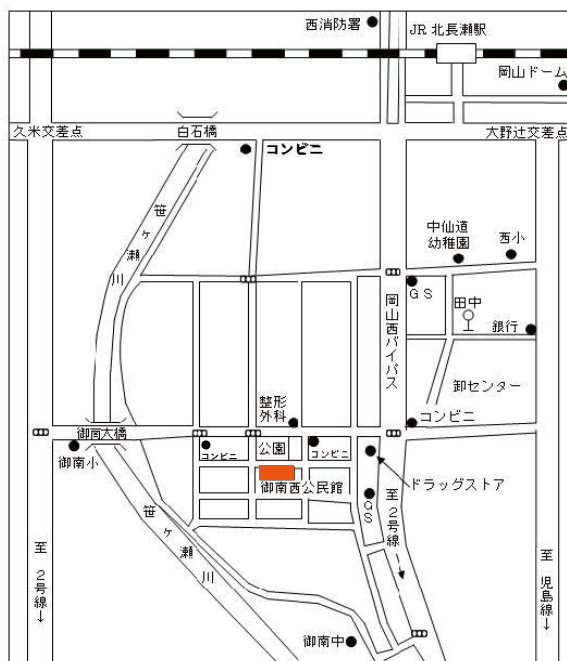 西消防署
JR 北長瀬駅
岡山ドーム
久米交差点
白石橋
大野辻交差点
コンビニ
笹ヶ瀬川
中仙道
幼稚園
西小
GS
田中
岡山西バイパス
銀行
卸センター
整形
外科
コンビニ
御南大橋
御南小
コンビニ
公園
コンビニ
御南西公民館
ドラッグストア
GS
笹ヶ瀬川
至 2号線↓
至 2号線
至 児島線↓
御南中